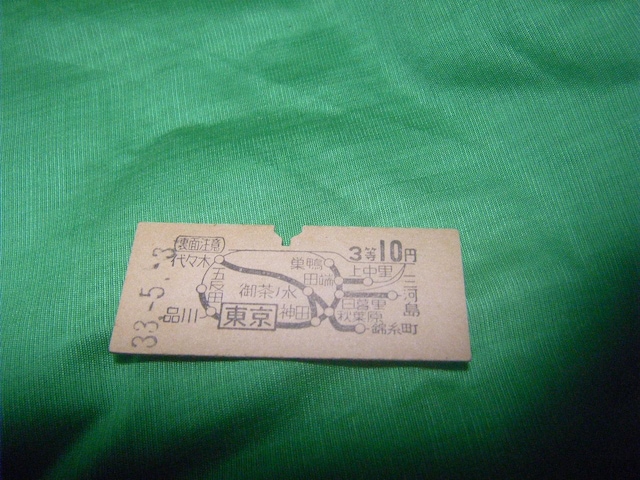 33.-5.-3
裏面注意
3等10円
代々木
巣鴨
上中里
田端
五反田
三河島
御茶ノ水
日暮里
品川
東京
神田
秋葉原
錦糸町